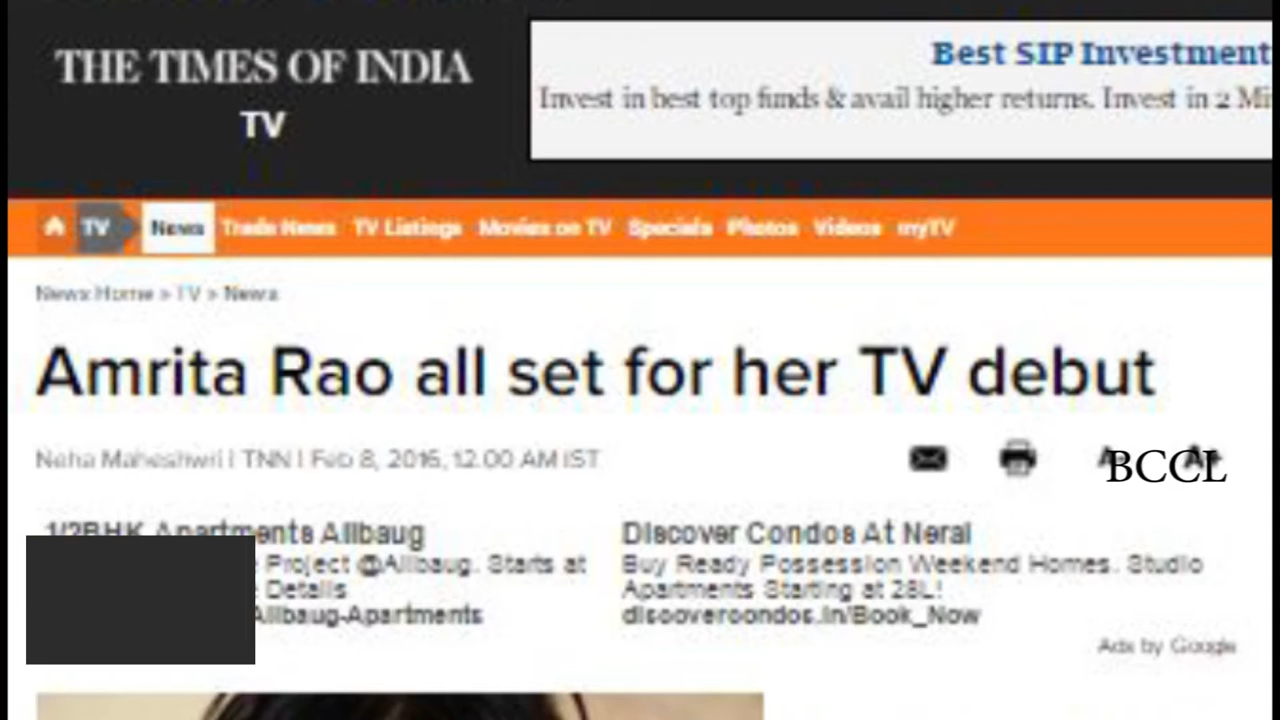 THE TIMES OF INDIA
TV
Best SIP Investment
Invest in best top funds & avail higher returns. Invest in 2 Mi
TV News Trade News TV Listings Movies on TV Specials Photos Videos myTV
News Home » TV » News
Amrita Rao all set for her TV debut
Neha Maheshwri | TNN | Feb 8, 2016, 12.00 AM IST
BCCL
1/2BHK Apartments Alibaug
Project @Alibaug. Starts at
Details
Alibaug-Apartments
Discover Condos At Neral
Buy Ready Possession Weekend Homes. Studio
Apartments Starting at 28L!
discovercondos.in/Book_Now
Ads by Google